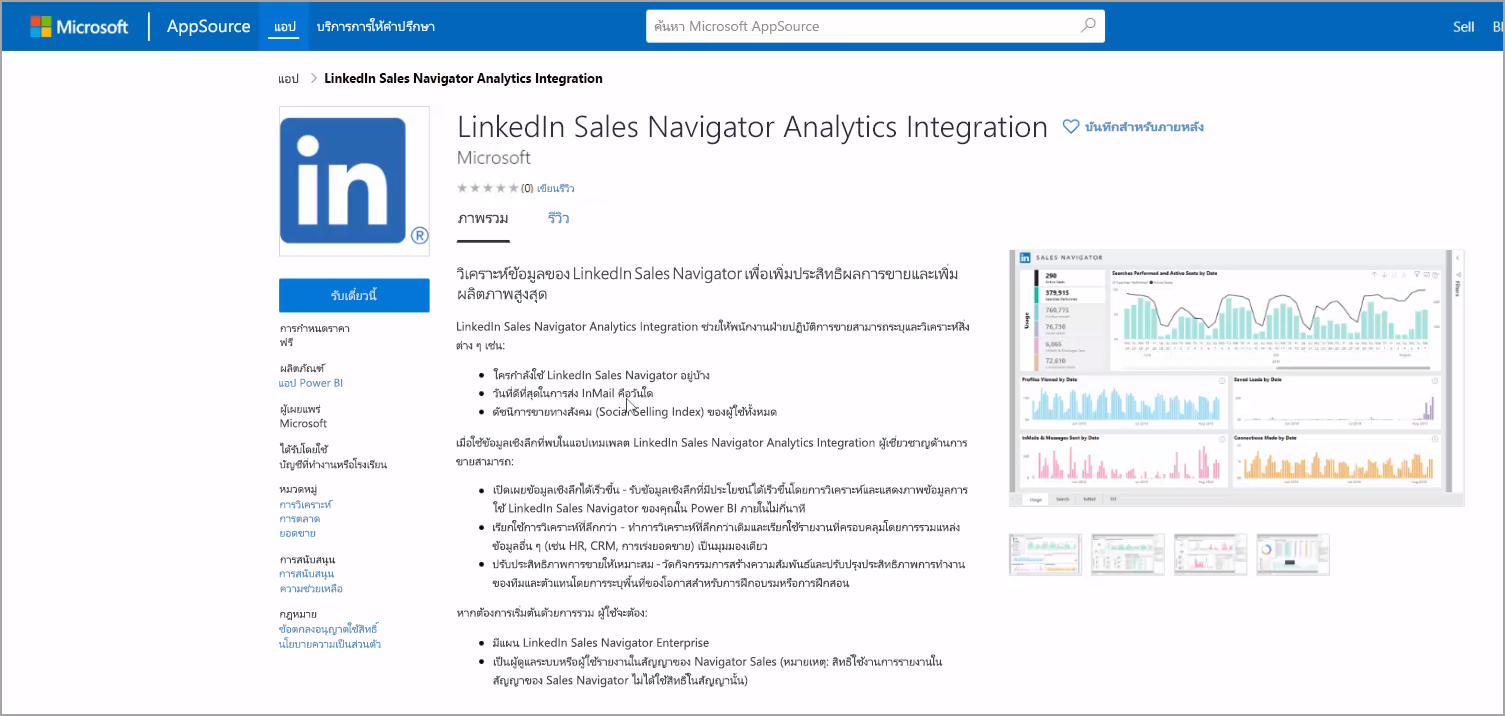 Microsoft
AppSource
แอป
บริการการให้คำปรึกษา
ค้นหา Microsoft AppSource
Sell
แอป > LinkedIn Sales Navigator Analytics Integration
in
®
LinkedIn Sales Navigator Analytics Integration
บันทึกสำหรับภายหลัง
Microsoft
(0) เขียนรีวิว
ภาพรวม
รีวิว
รับเดี๋ยวนี้
การกำหนดราคา
ฟรี
ผลิตภัณฑ์
แอป Power BI
ผู้เผยแพร่
Microsoft
ได้รับโดยใช้
บัญชีที่ทำงานหรือโรงเรียน
หมวดหมู่
การวิเคราะห์
การตลาด
ยอดขาย
การสนับสนุน
การสนับสนุน
ความช่วยเหลือ
กฎหมาย
ข้อตกลงอนุญาตใช้สิทธิ์
นโยบายความเป็นส่วนตัว
วิเคราะห์ข้อมูลของ LinkedIn Sales Navigator เพื่อเพิ่มประสิทธิผลการขายและเพิ่ม
ผลิตภาพสูงสุด
LinkedIn Sales Navigator Analytics Integration ช่วยให้พนักงานฝ่ายปฏิบัติการขายสามารถระบุและวิเคราะห์สิ่ง
ต่าง ๆ เช่น:
ใครกำลังใช้ LinkedIn Sales Navigator อยู่บ้าง
วันที่ดีที่สุดในการส่ง InMail คือวันใด
ดัชนีการขายทางสังคม (Social Selling Index) ของผู้ใช้ทั้งหมด
เมื่อใช้ข้อมูลเชิงลึกที่พบในแอปเทมเพลต LinkedIn Sales Navigator Analytics Integration ผู้เชี่ยวชาญด้านการ
ขายสามารถ:
เปิดเผยข้อมูลเชิงลึกได้เร็วขึ้น - รับข้อมูลเชิงลึกที่มีประโยชน์ได้เร็วขึ้นโดยการวิเคราะห์และแสดงภาพข้อมูลการ
ใช้ LinkedIn Sales Navigator ของคุณใน Power BI ภายในไม่กี่นาที
เรียกใช้การวิเคราะห์ที่ลึกกว่า - ทำการวิเคราะห์ที่ลึกกว่าเดิมและเรียกใช้รายงานที่ครอบคลุมโดยการรวมแหล่ง
ข้อมูลอื่น ๆ (เช่น HR, CRM, การเร่งยอดขาย) เป็นมุมมองเดียว
ปรับประสิทธิภาพการขายให้เหมาะสม - วัดกิจกรรมการสร้างความสัมพันธ์และปรับปรุงประสิทธิภาพการทำงาน
ของทีมและตัวแทนโดยการระบุพื้นที่ของโอกาสสำหรับการฝึกอบรมหรือการฝึกสอน
หากต้องการเริ่มต้นด้วยการรวม ผู้ใช้จะต้อง:
มีแผน LinkedIn Sales Navigator Enterprise
เป็นผู้ดูแลระบบหรือผู้ใช้รายงานในสัญญาของ Navigator Sales (หมายเหตุ: สิทธิ์ใช้งานการรายงานใน
สัญญาของ Sales Navigator ไม่ได้ใช้สิทธิ์ในสัญญานั้น)
in SALES NAVIGATOR
Usage
290
Active Seats
379,915
Searches Performed
760,775
76,730
6,065
72,610
Searches Performed and Active Seats by Date
Filters
Profiles Viewed by Date
Saved Leads by Date
InMails & Messages Sent by Date
Connections Made by Date
Usage